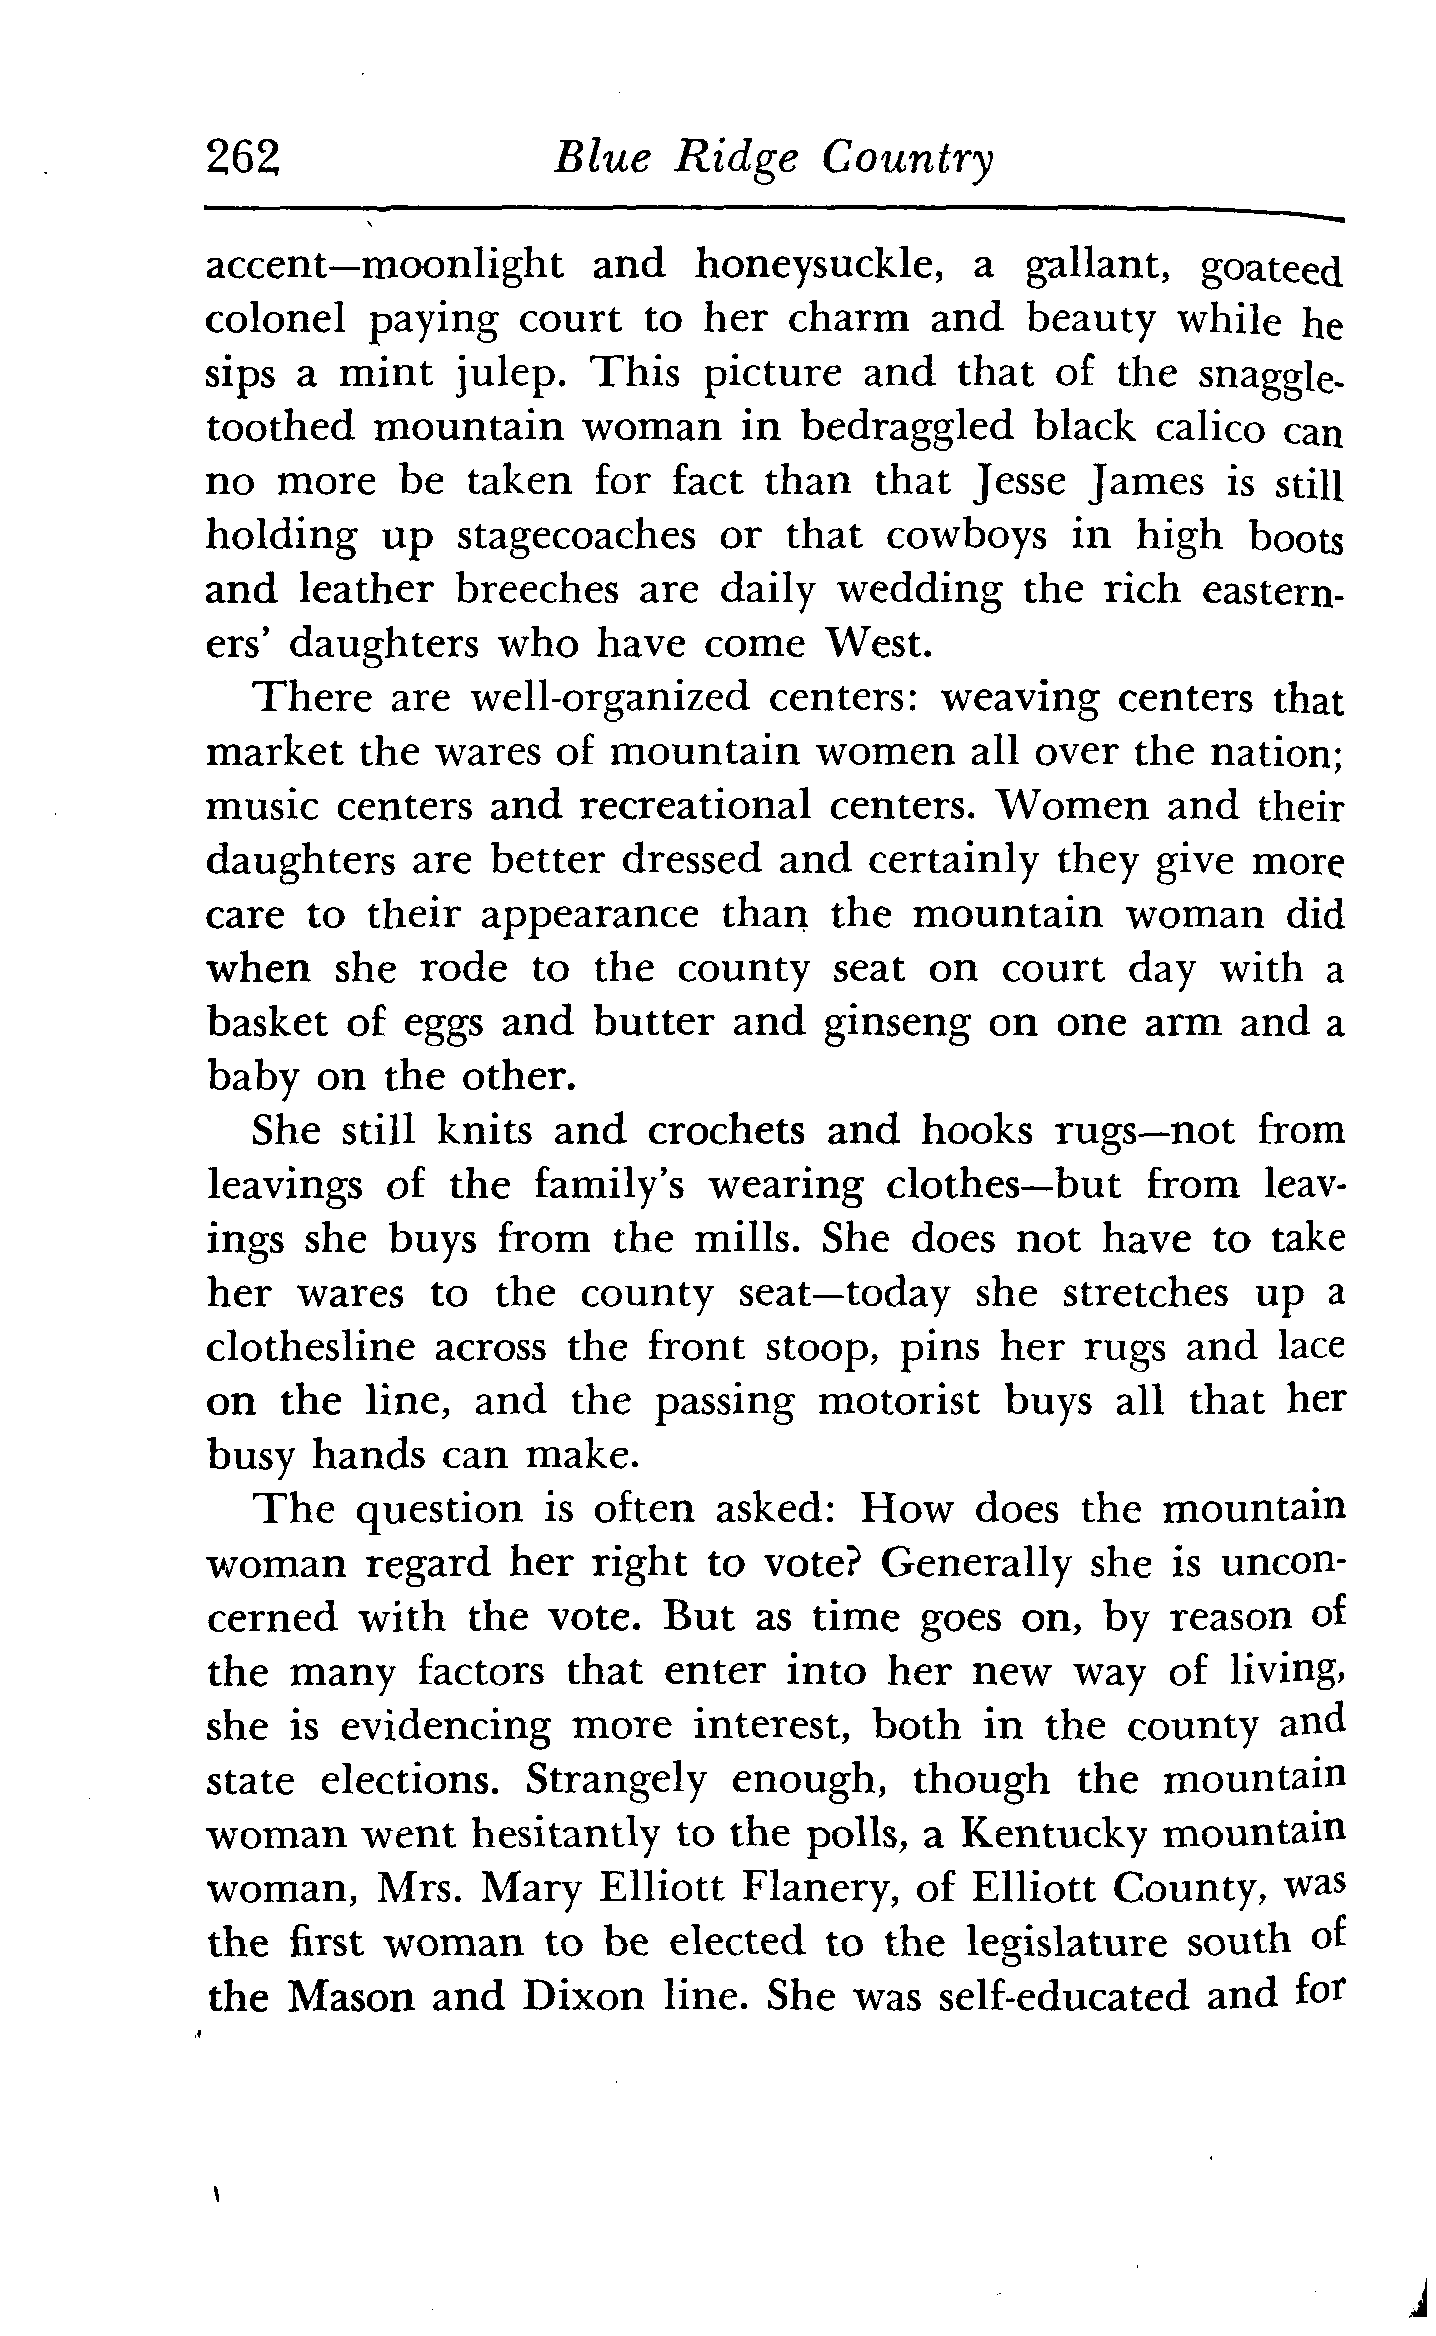 262 Blue Ridge Country
accent—moonlight and honeysuckle, a gallant, goateed
colonel paying court to her charm and beauty while he
sips a mint julep. This picture and that of the snaggle-
toothed mountain woman in bedraggled black calico can
no more be taken for fact than that Jesse James is still
holding up stagecoaches or that cowboys in high boots
and leather breeches are daily wedding the rich eastern-
ers' daughters who have come West.
There are well-organized centers: weaving centers that
market the wares of mountain women all over the nation;
music centers and recreational centers. Women and their
daughters are better dressed and certainly they give more
care to their appearance than the mountain woman did
when she rode to the county seat on court day with a
basket of eggs and butter and ginseng on one arm and a
baby on the other.
She still knits and crochets and hooks rugs—not from
leavings of the family's wearing clothes—but from leav-
ings she buys from the mills. She does not have to take
her wares to the county seat—today she stretches up a
clothesline across the front stoop, pins her rugs and lace
on the line, and the passing motorist buys all that her
busy hands can make.
The question is often asked: How does the mountain
woman regard her right to vote? Generally she is uncon-
cerned with the vote. But as time goes on, by reason of
the many factors that enter into her new way of living,
she is evidencing more interest, both in the county and
state elections. Strangely enough, though the mountain
woman went hesitantly to the polls, a Kentucky mountain
woman, Mrs. Mary Elliott Flanery, of Elliott County, was
the first woman to be elected to the legislature south of
the Mason and Dixon line. She was self-educated and for